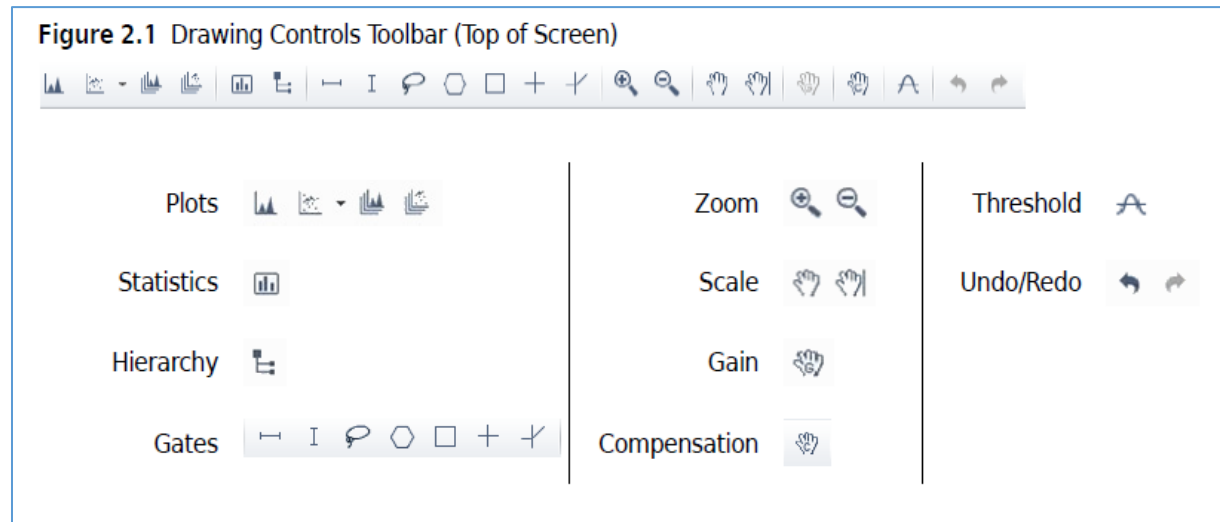 Figure 2.1 Drawing Controls Toolbar (Top of Screen)
Plots
Statistics
Hierarchy
Gates
Zoom
Scale
Gain
G
Compensation
C
Threshold
Undo/Redo